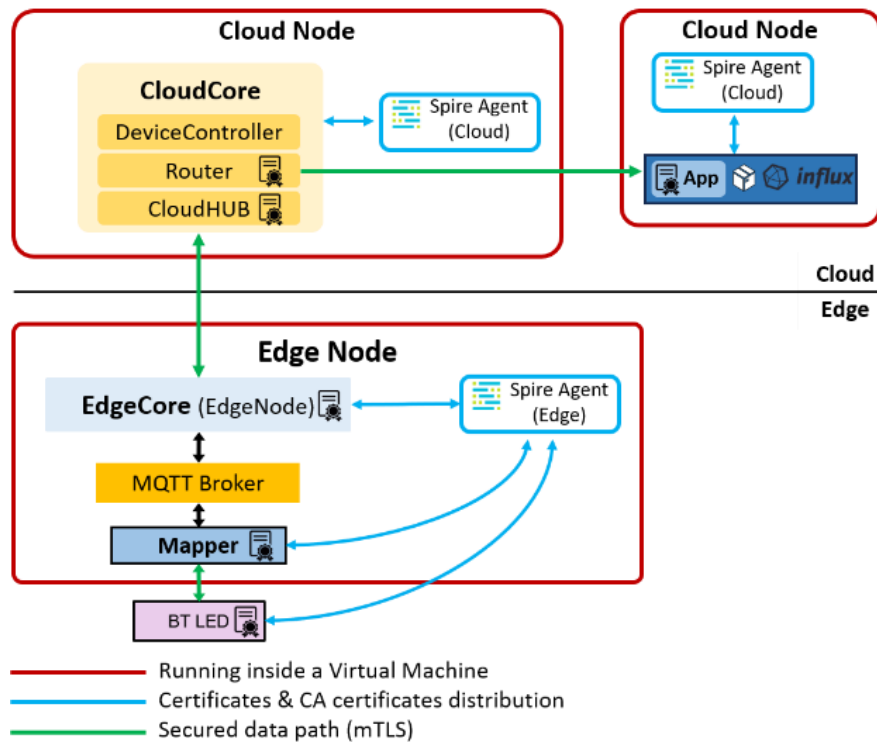 Cloud Node
CloudCore
DeviceController
Router
CloudHUB
Spire Agent
(Cloud)
Cloud Node
Spire Agent
(Cloud)
App
influx
Cloud
Edge
Edge Node
EdgeCore (EdgeNode)
Spire Agent
(Edge)
MQTT Broker
Mapper
BT LED
Running inside a Virtual Machine
Certificates & CA certificates distribution
Secured data path (mTLS)